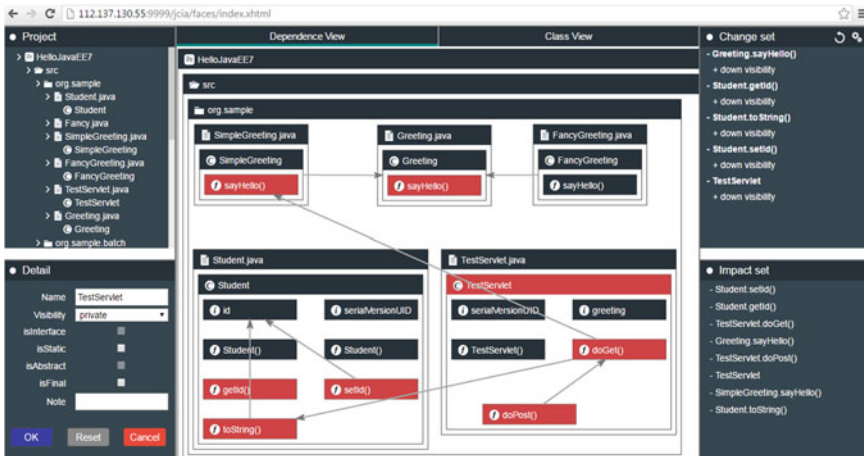 112.137.130.55:9999/jcia/faces/index.xhtml
Project
HelloJavaEE7
src
org.sample
Student.java
Student
Fancy.java
SimpleGreeting.java
SimpleGreeting
FancyGreeting.java
FancyGreeting
TestServlet.java
TestServlet
Greeting.java
Greeting
org.sample.batch
Detail
Name TestServlet
Visibility private
isInterface
isStatic
isAbstract
isFinal
Note
OK Reset Cancel
Dependence View Class View
HelloJavaEE7
src
org.sample
SimpleGreeting.java Greeting.java FancyGreeting.java
SimpleGreeting Greeting FancyGreeting
sayHello() sayHello() sayHello()
Student.java
Student
id serialVersionUID
Student() Student()
getId() setId()
toString()
TestServlet.java
TestServlet
serialVersionUID greeting
TestServlet() doGet()
doPost()
Change set
- Greeting.sayHello()
+ down visibility
- Student.getId()
+ down visibility
- Student.toString()
+ down visibility
- Student.setId()
+ down visibility
- TestServlet
+ down visibility
Impact set
- Student.setId()
- Student.getId()
- TestServlet.doGet()
- Greeting.sayHello()
- TestServlet.doPost()
- TestServlet
- SimpleGreeting.sayHello()
- Student.toString()